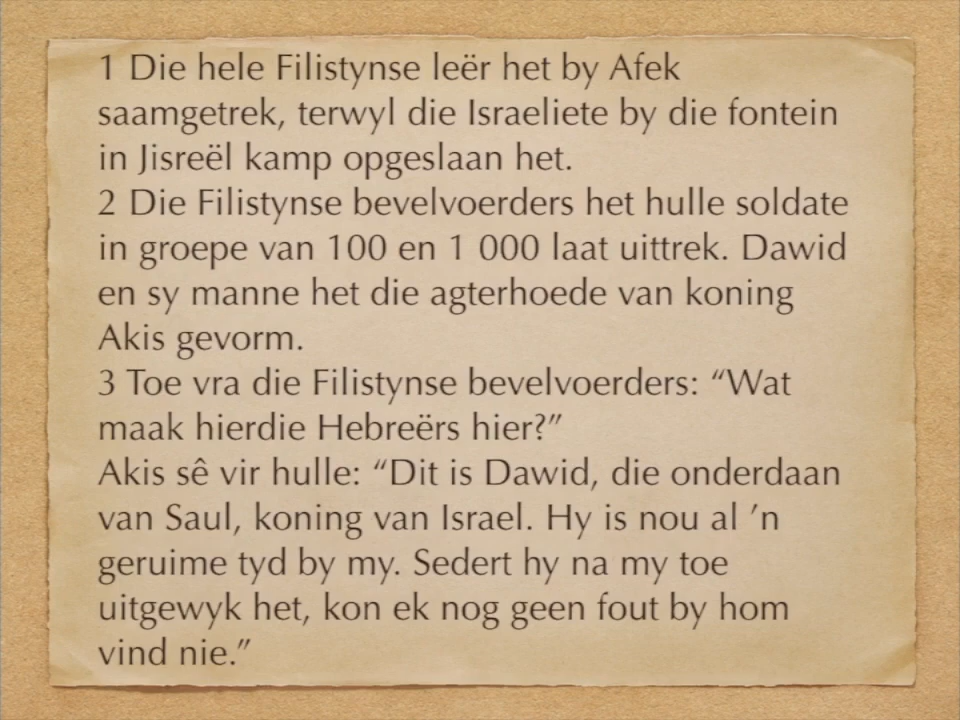 1 Die hele Filistynse leër het by Afek
saamgetrek, terwyl die Israeliete by die fontein
in Jisreël kamp opgeslaan het.
2 Die Filistynse bevelvoerders het hulle soldate
in groepe van 100 en 1 000 laat uittrek. Dawid
en sy manne het die agterhoede van koning
Akis gevorm.
3 Toe vra die Filistynse bevelvoerders: “Wat
maak hierdie Hebreërs hier?”
Akis sê vir hulle: “Dit is Dawid, die onderdaan
van Saul, koning van Israel. Hy is nou al ’n
geruime tyd by my. Sedert hy na my toe
uitgewyk het, kon ek nog geen fout by hom
vind nie.”